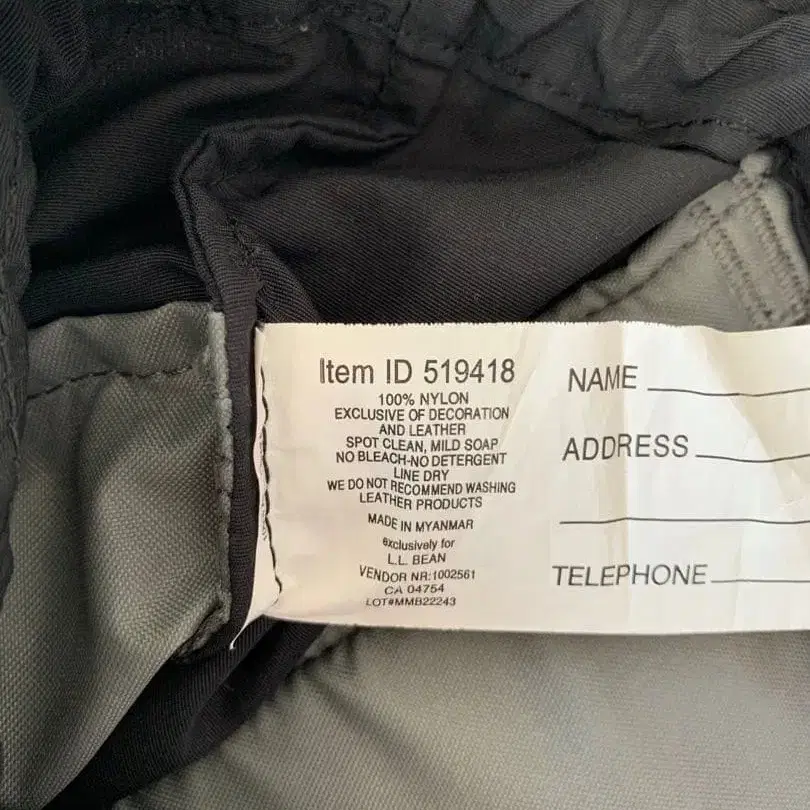 Item ID 519418
100% NYLON
EXCLUSIVE OF DECORATION
AND LEATHER
SPOT CLEAN, MILD SOAP
NO BLEACH-NO DETERGENT
LINE DRY
WE DO NOT RECOMMEND WASHING
LEATHER PRODUCTS
MADE IN MYANMAR
exclusively for
L.L. BEAN
VENDOR NR:1002561
CA 04754
LOT#MMB22243
NAME
ADDRESS
TELEPHONE